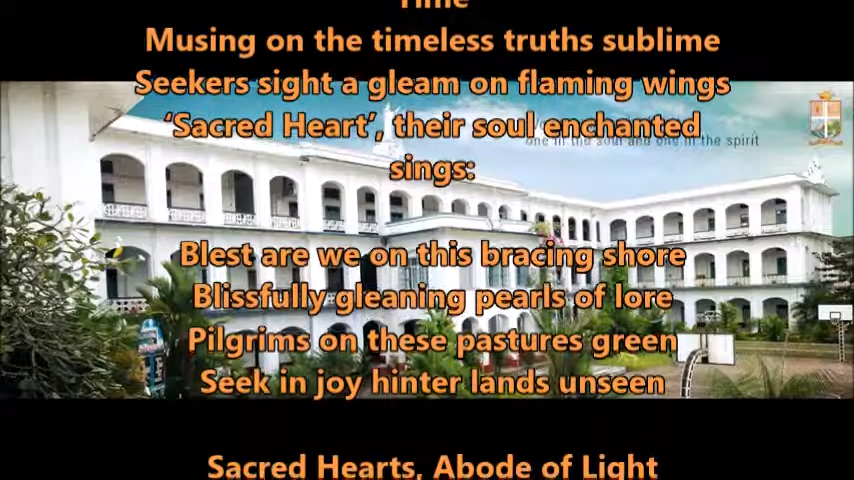 Time
Musing on the timeless truths sublime
Seekers sight a gleam on flaming wings
‘Sacred Heart’, their soul enchanted
one in the soul and one in the spirit
sings:
Blest are we on this bracing shore
Blissfully gleaning pearls of lore
Pilgrims on these pastures green
Seek in joy hinter lands unseen
Sacred Hearts, Abode of Light